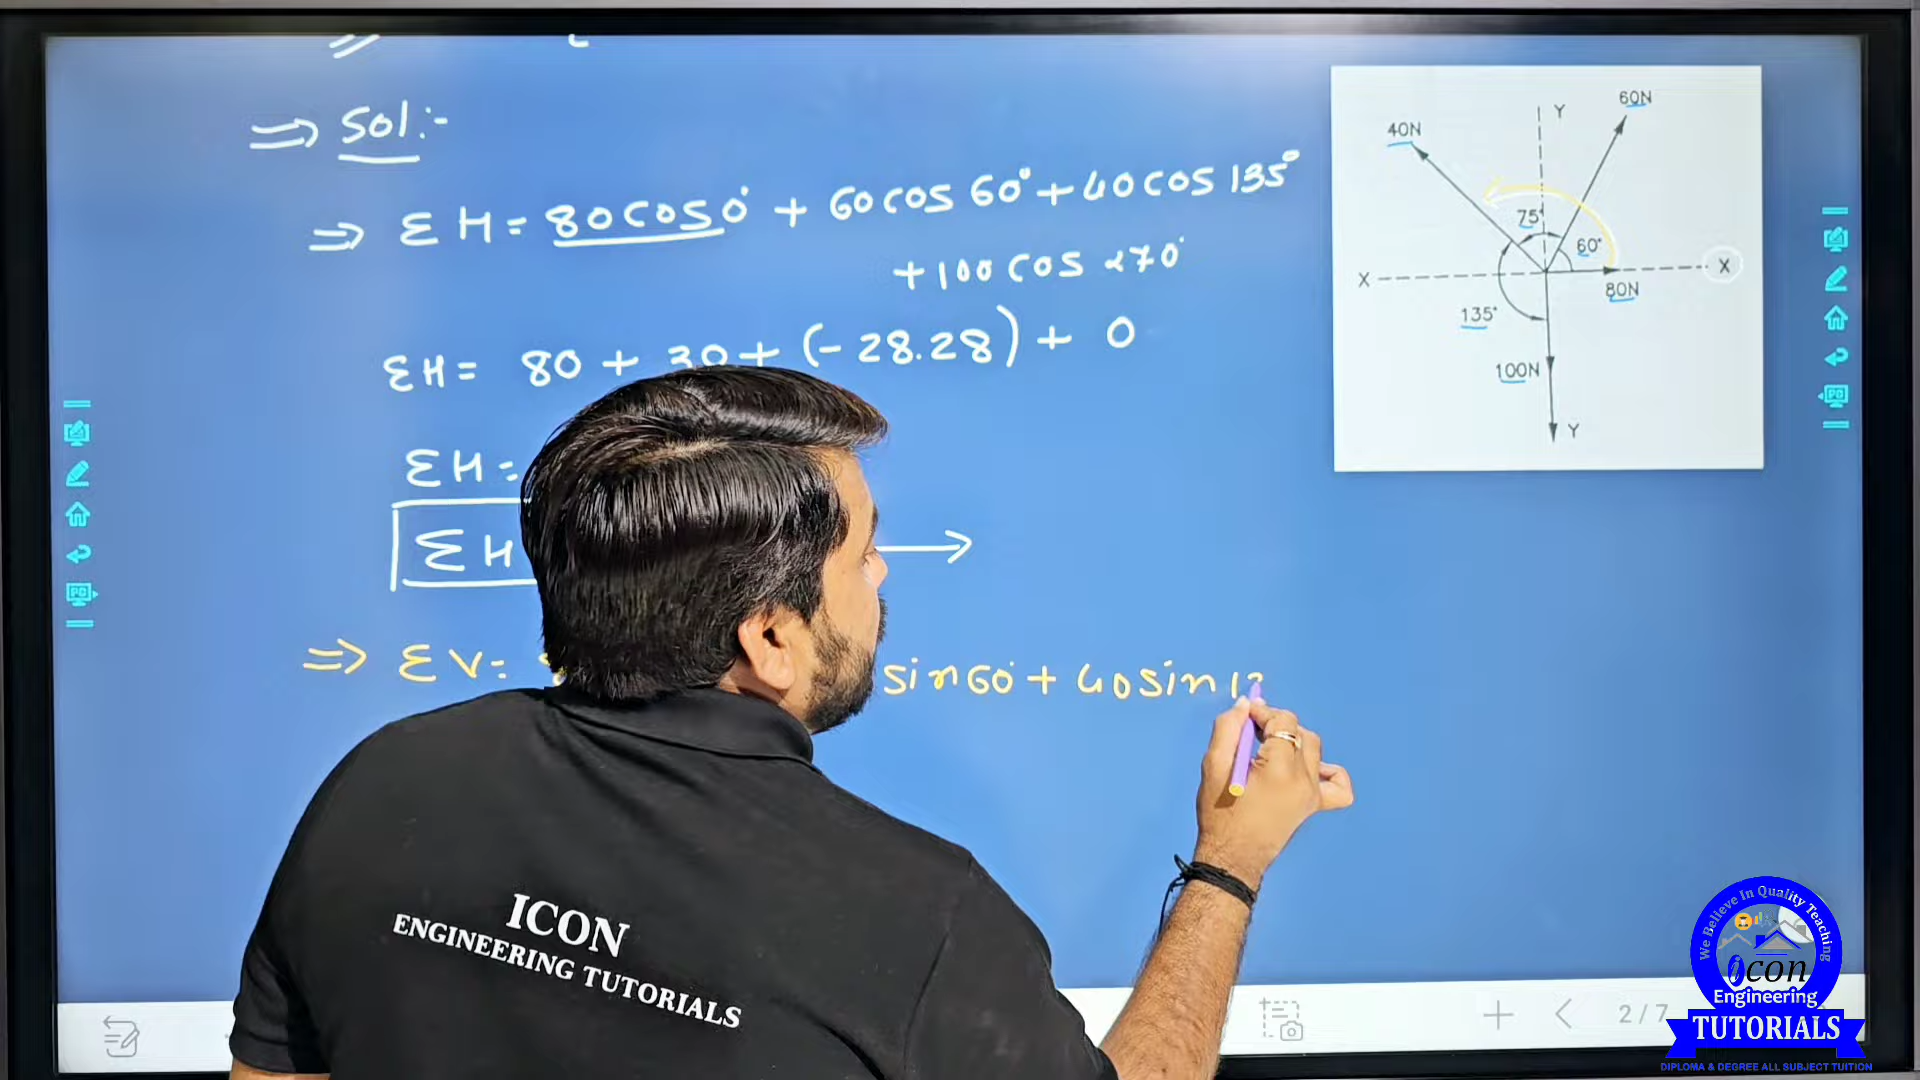 ⇒ Sol:-
⇒ ΣH = 80cos0° + 60cos60° + 40cos135°
+ 100cos270°
ΣH = 80 + 30 + (-28.28) + 0
ΣH =
ΣH
⇒ ΣV =
sin60° + 40sin
Y
60N
40N
75°
60°
X
X
80N
135°
100N
Y
ICON
ENGINEERING TUTORIALS
We Believe In Quality Teaching
icon
Engineering
TUTORIALS
DIPLOMA & DEGREE ALL SUBJECT TUITION
2/7